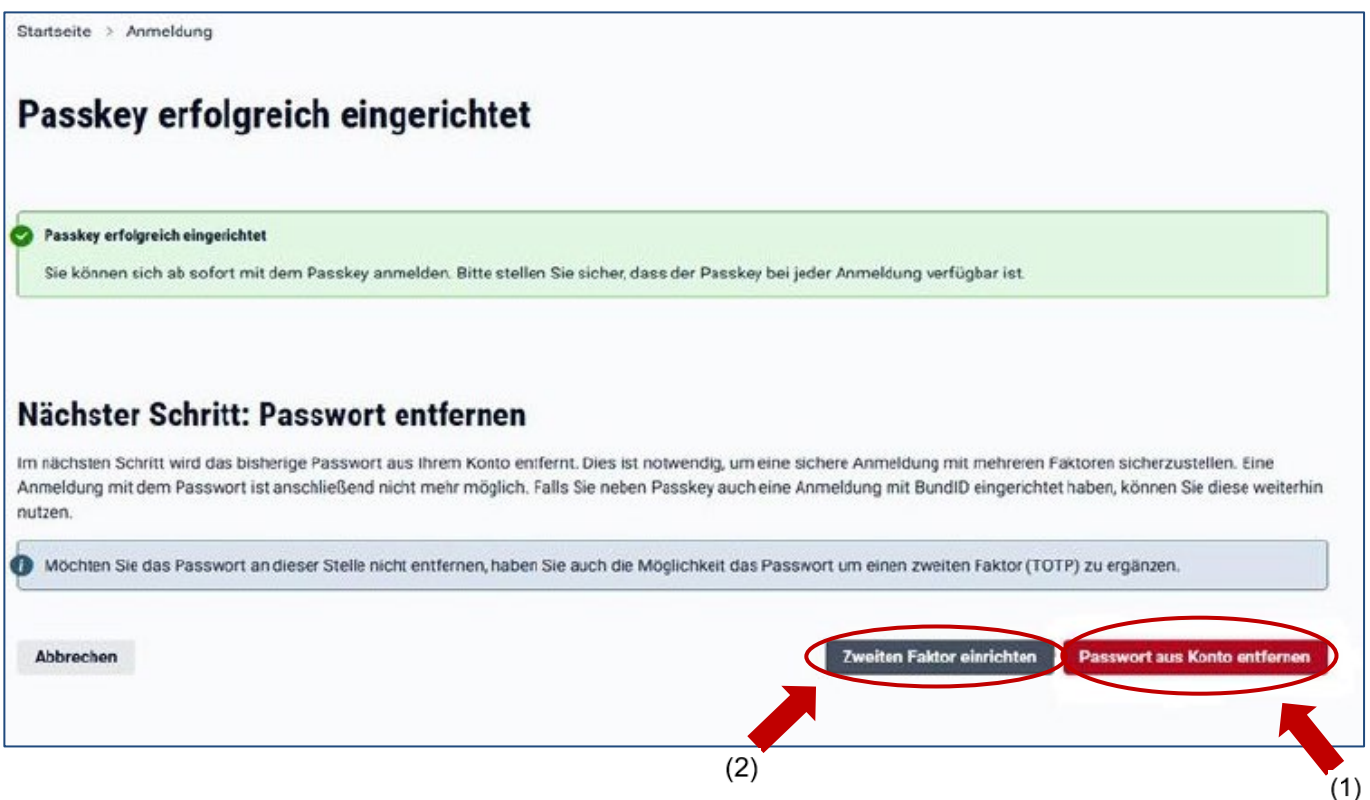 Startseite > Anmeldung
Passkey erfolgreich eingerichtet
Passkey erfolgreich eingerichtet
Sie können sich ab sofort mit dem Passkey anmelden. Bitte stellen Sie sicher, dass der Passkey bei jeder Anmeldung verfügbar ist.
Nächster Schritt: Passwort entfernen
Im nächsten Schritt wird das bisherige Passwort aus Ihrem Konto entfernt. Dies ist notwendig, um eine sichere Anmeldung mit mehreren Faktoren sicherzustellen. Eine
Anmeldung mit dem Passwort ist anschließend nicht mehr möglich. Falls Sie neben Passkey auch eine Anmeldung mit BundID eingerichtet haben, können Sie diese weiterhin
nutzen.
Möchten Sie das Passwort an dieser Stelle nicht entfernen, haben Sie auch die Möglichkeit das Passwort um einen zweiten Faktor (TOTP) zu ergänzen.
Abbrechen
Zweiten Faktor einrichten
Passwort aus Konto entfernen
(2)
(1)